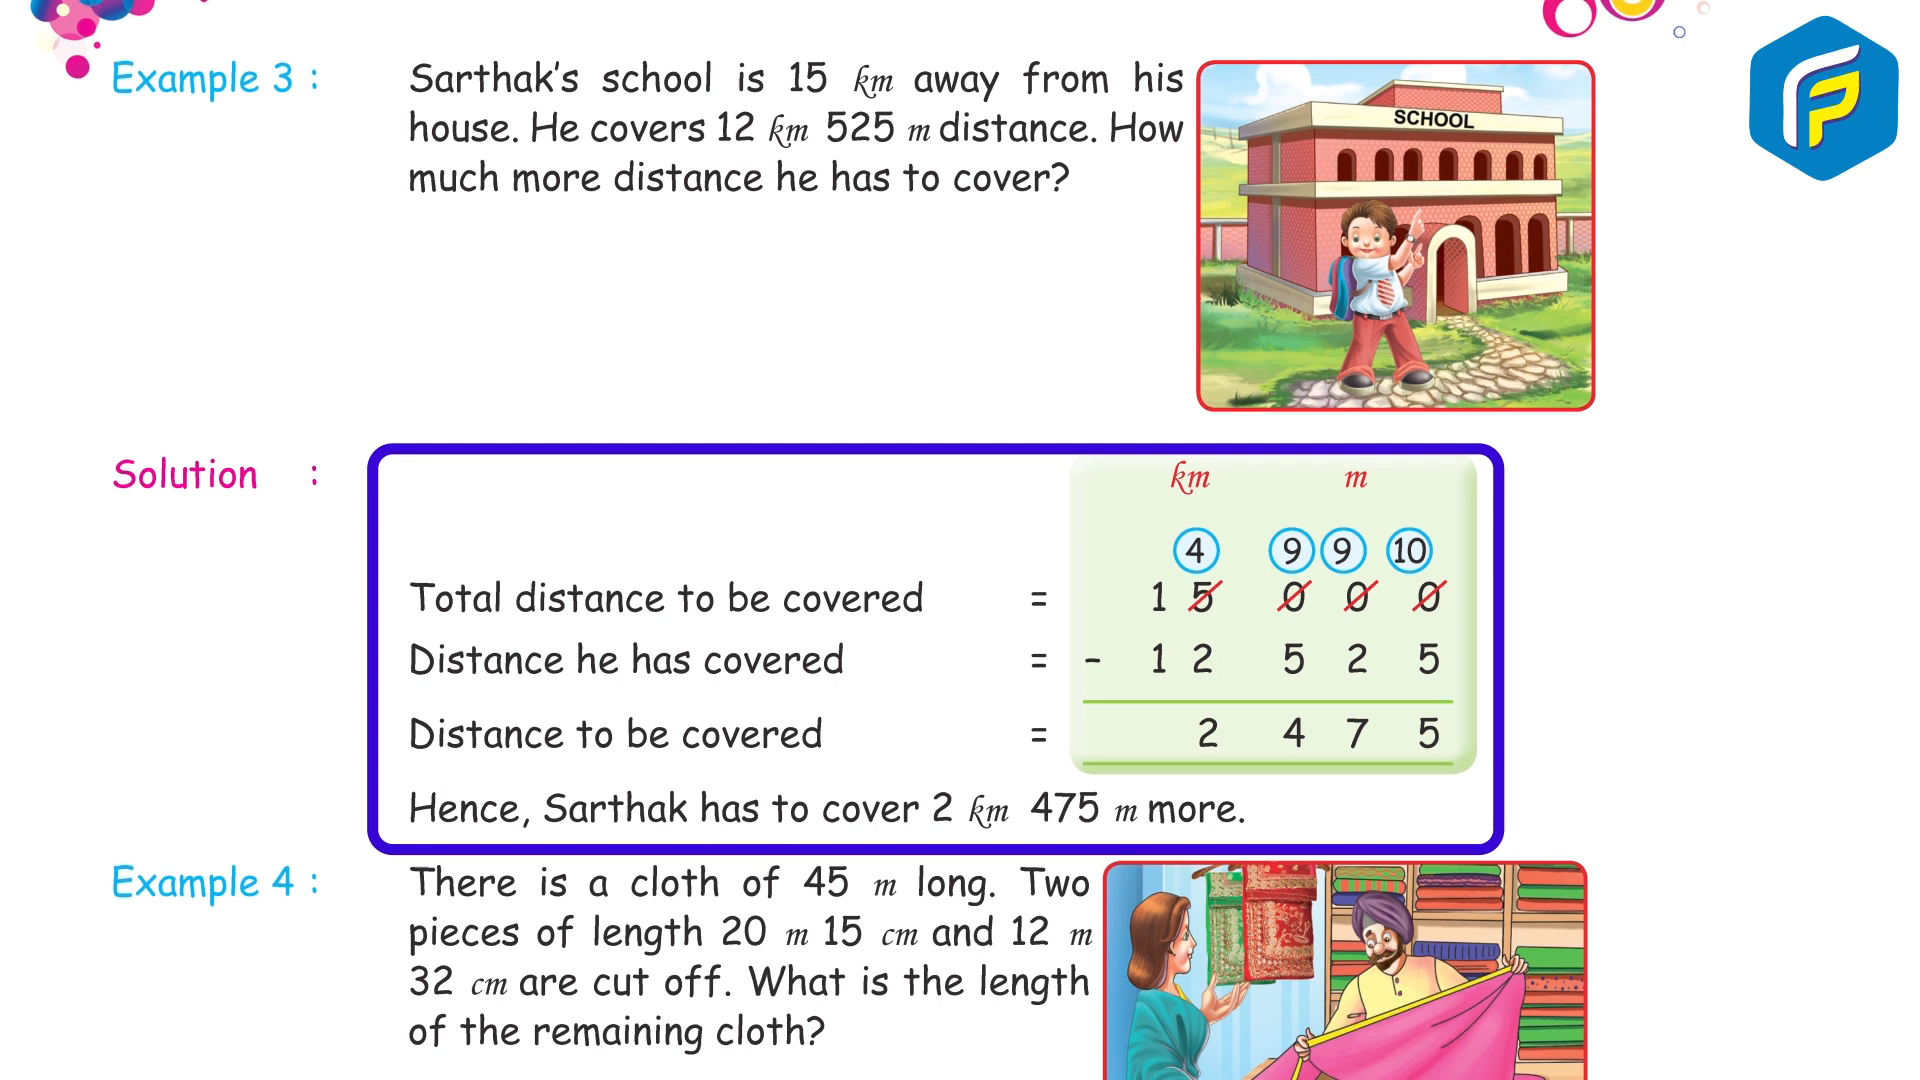 Example 3 :
Sarthak's school is 15 km away from his
house. He covers 12 km 525 m distance. How
much more distance he has to cover?
SCHOOL
Solution :
km m
4 9 9 10
Total distance to be covered = 1 5 0 0 0
Distance he has covered = - 1 2 5 2 5
Distance to be covered = 2 4 7 5
Hence, Sarthak has to cover 2 km 475 m more.
Example 4 :
There is a cloth of 45 m long. Two
pieces of length 20 m 15 cm and 12 m
32 cm are cut off. What is the length
of the remaining cloth?